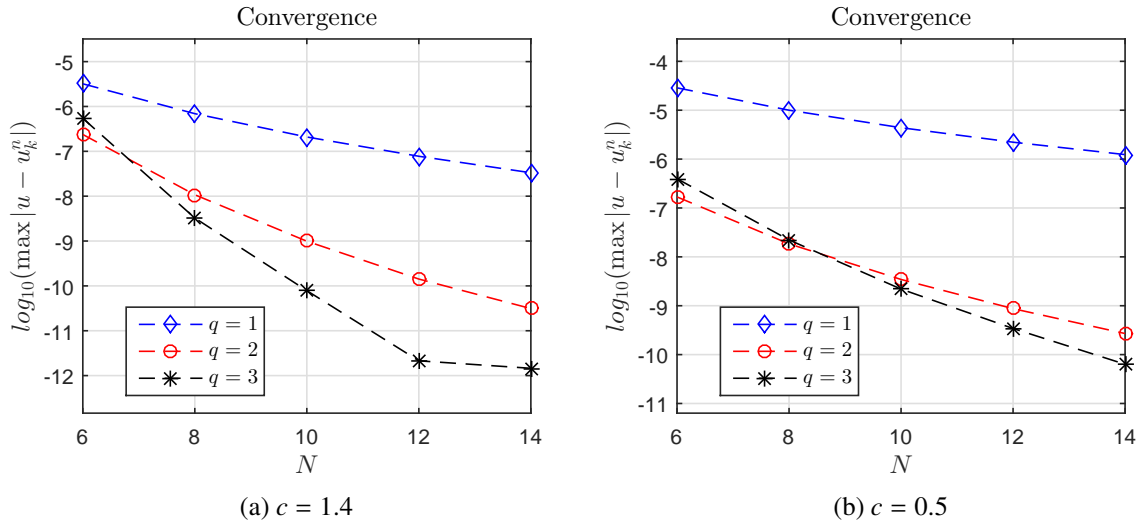 Convergence
-5
-6
-7
-8
-9
-10
-11
-12
log₁₀(max |u − uₖⁿ|)
q = 1
q = 2
q = 3
6 8 10 12 14
N
(a) c = 1.4
Convergence
-4
-5
-6
-7
-8
-9
-10
-11
log₁₀(max |u − uₖⁿ|)
q = 1
q = 2
q = 3
6 8 10 12 14
N
(b) c = 0.5